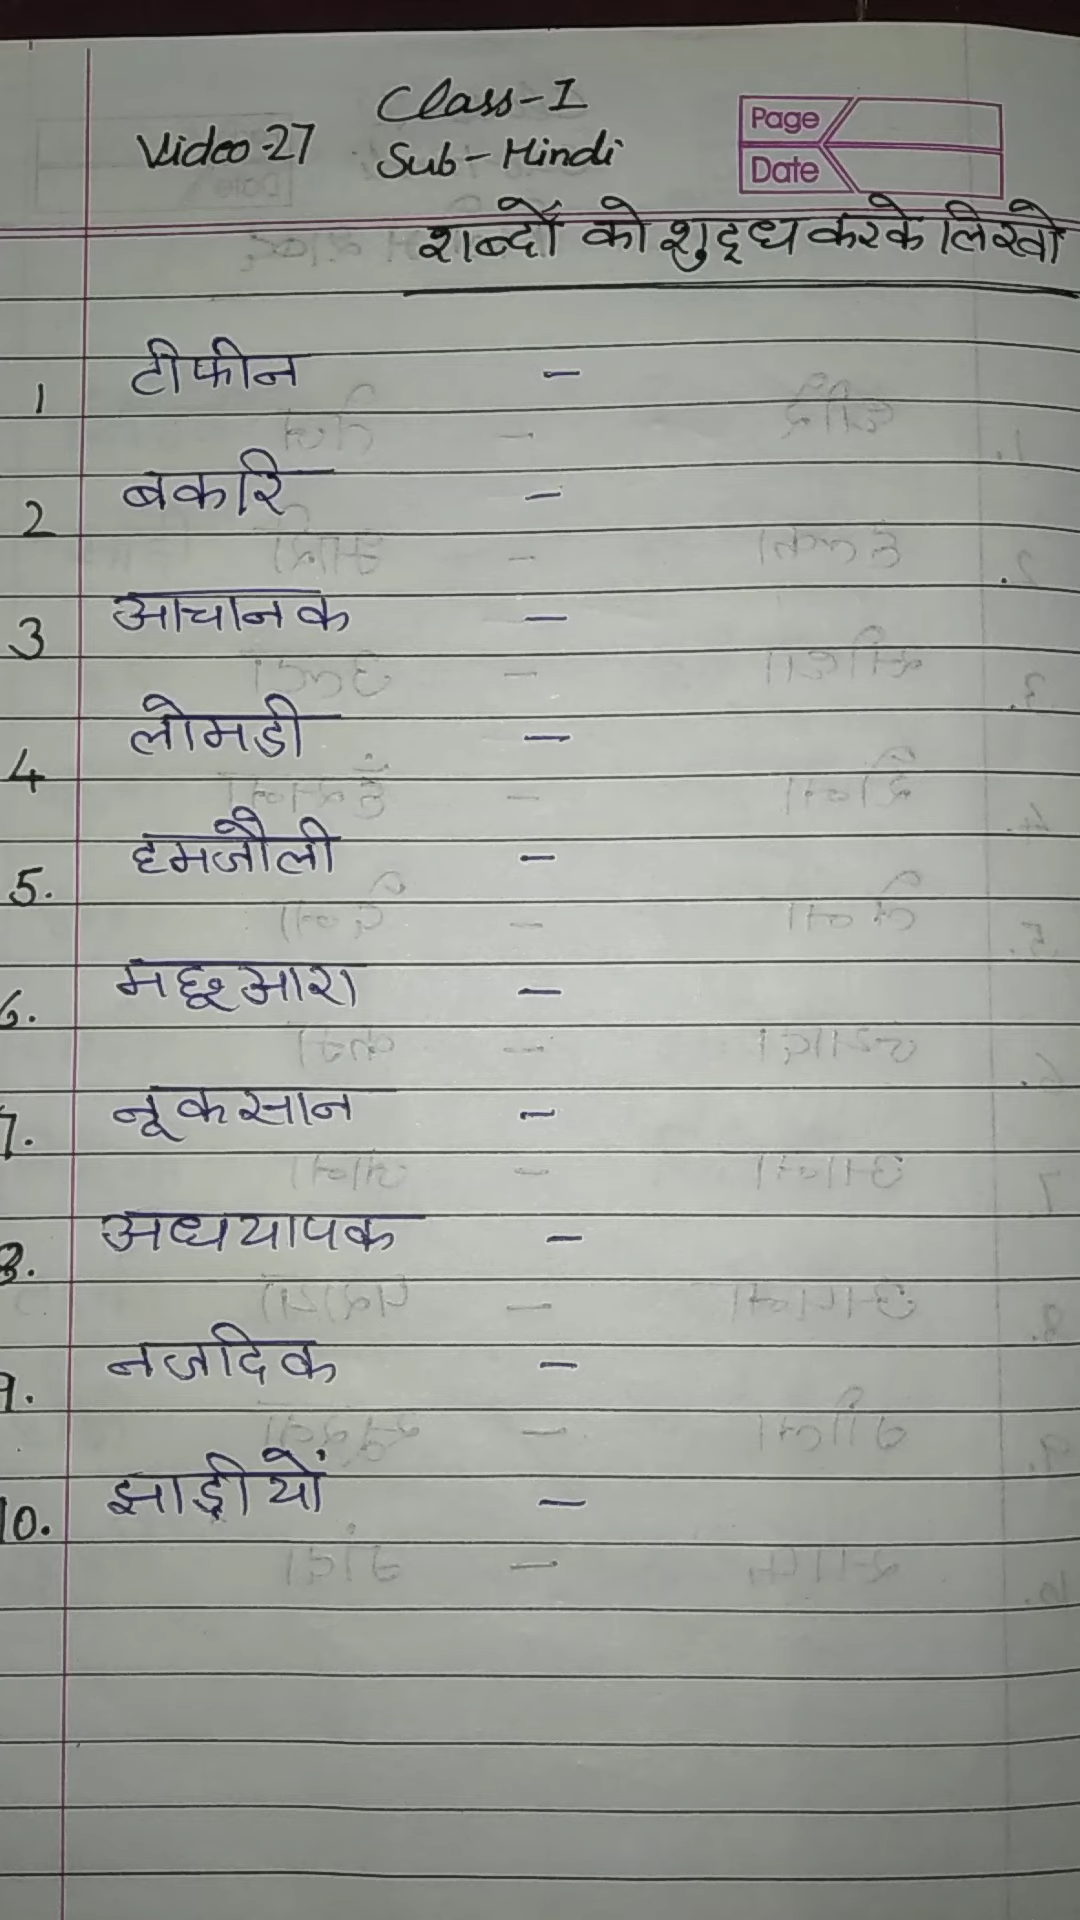 Class-I
Video-27 Sub-Hindi
Page
Date
शब्दों को शुद्ध करके लिखो
1 टीफीन -
2 बकरि -
3 आचानक -
4 लोमडी -
5. हमजौली -
6. मछूआरा -
7. नूकसान -
8. अधयापक -
9. नजदिक -
10. झाड़ीयों -